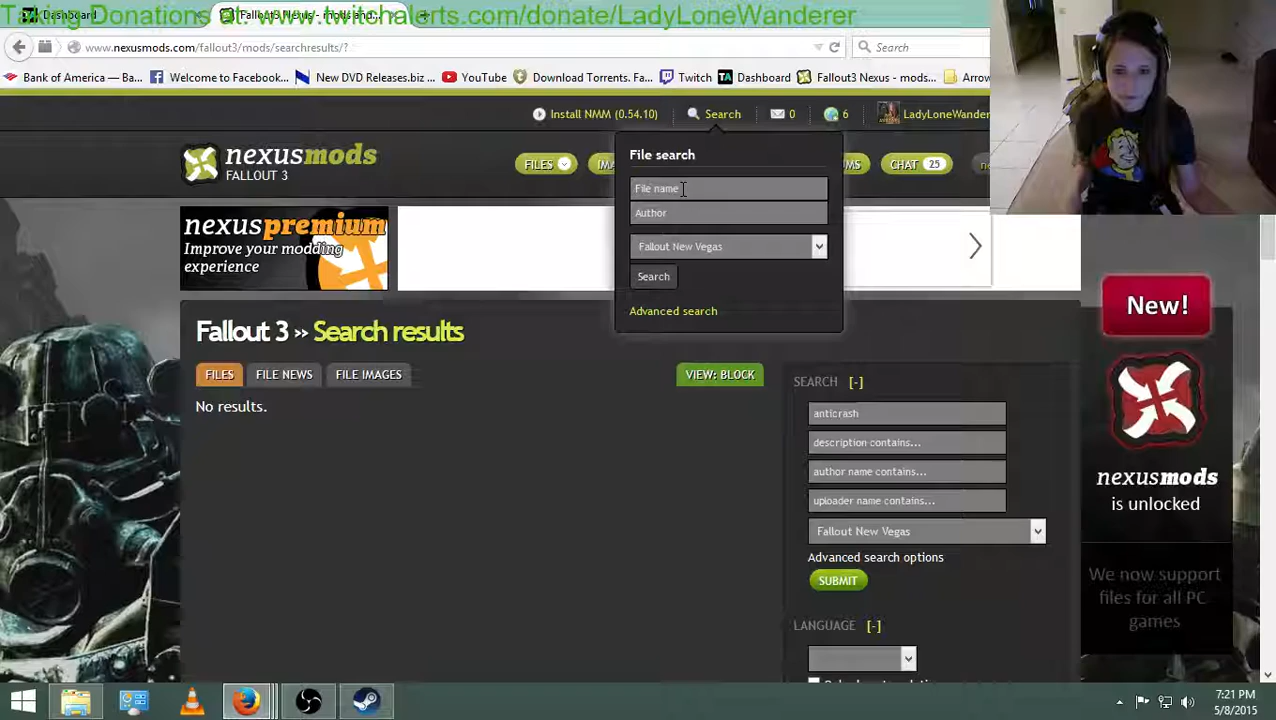 Taking Donations at: www.twitchalerts.com/donate/LadyLoneWanderer
Dashboard
Fallout3 Nexus - mods and
www.nexusmods.com/fallout3/mods/searchresults/?
Search
Bank of America — Ba...
Welcome to Facebook...
New DVD Releases.biz ...
YouTube
Download Torrents. Fa...
Twitch
Dashboard
Fallout3 Nexus - mods...
Arrow
Install NMM (0.54.10)
Search
0
6
LadyLoneWander
nexusmods
FALLOUT 3
FILES
IMA
UMS
CHAT 25
File search
File name
Author
Fallout New Vegas
Search
Advanced search
nexuspremium
Improve your modding
experience
Fallout 3 » Search results
FILES
FILE NEWS
FILE IMAGES
VIEW: BLOCK
No results.
SEARCH [-]
anticrash
description contains...
author name contains...
uploader name contains...
Fallout New Vegas
Advanced search options
SUBMIT
LANGUAGE [-]
New!
nexusmods
is unlocked
We now support
files for all PC
games
7:21 PM
5/8/2015